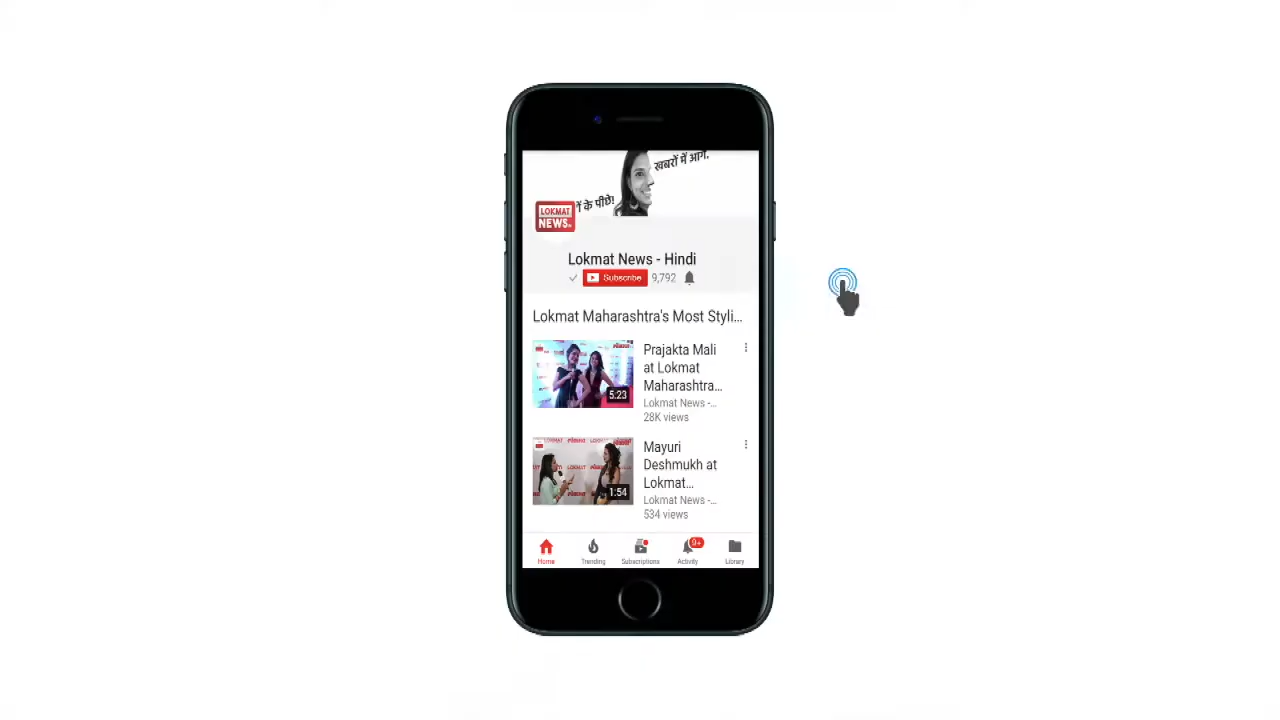 खबरों में आगे,
के पीछे!
LOKMAT
NEWS
Lokmat News - Hindi
Subscribe 9,792
Lokmat Maharashtra's Most Styli...
Prajakta Mali
at Lokmat
Maharashtra...
Lokmat News -...
28K views
5:23
Mayuri
Deshmukh at
Lokmat...
Lokmat News -...
534 views
1:54
9+
Home Trending Subscriptions Activity Library